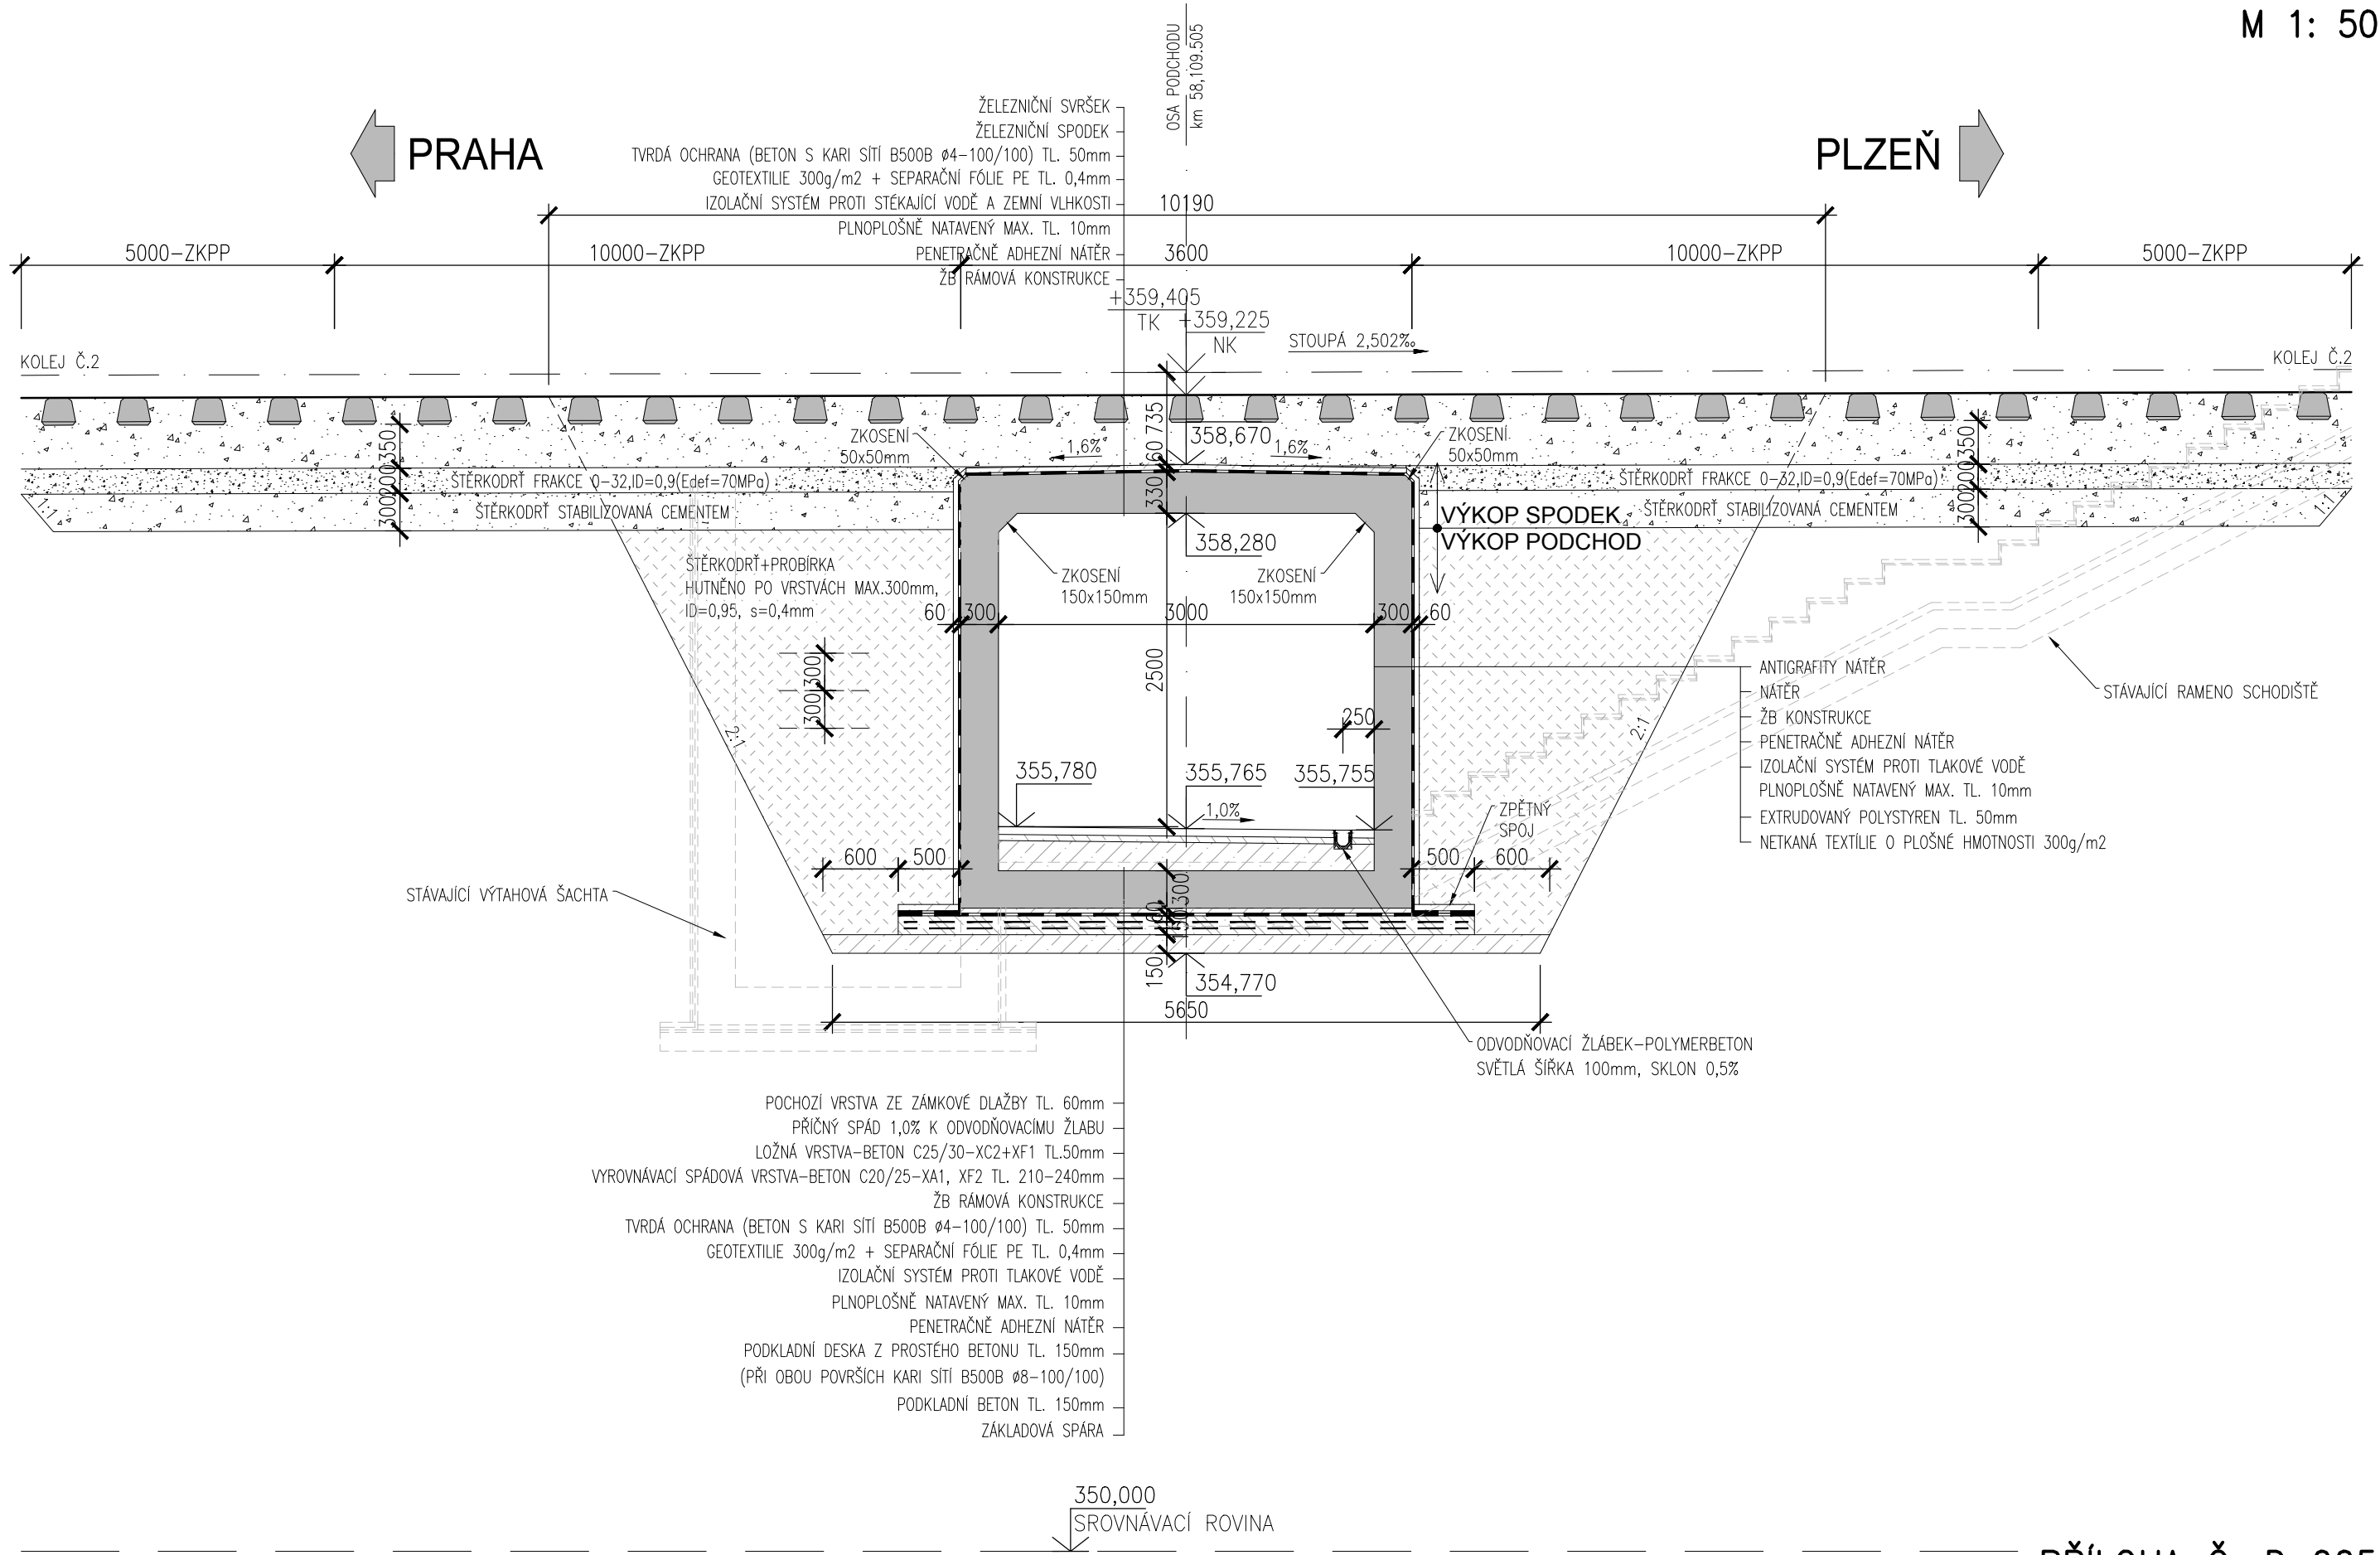 M 1: 50
OSA PODCHODU
km 58,109.505
PRAHA
PLZEŇ
ŽELEZNIČNÍ SVRŠEK
ŽELEZNIČNÍ SPODEK
TVRDÁ OCHRANA (BETON S KARI SÍTÍ B500B ø4-100/100) TL. 50mm
GEOTEXTILIE 300g/m2 + SEPARAČNÍ FÓLIE PE TL. 0,4mm
IZOLAČNÍ SYSTÉM PROTI STÉKAJÍCÍ VODĚ A ZEMNÍ VLHKOSTI
PLNOPLOŠNĚ NATAVENÝ MAX. TL. 10mm
PENETRAČNĚ ADHEZNÍ NÁTĚR
ŽB RÁMOVÁ KONSTRUKCE
10190
5000-ZKPP
10000-ZKPP
3600
10000-ZKPP
5000-ZKPP
+359,405
TK
+359,225
NK
STOUPÁ 2,502‰
KOLEJ Č.2
KOLEJ Č.2
735
60
330
358,670
1,6%
1,6%
ZKOSENÍ
50x50mm
ZKOSENÍ
50x50mm
350
200
300
350
200
300
ŠTĚRKODRŤ FRAKCE 0-32,ID=0,9(Edef=70MPa)
ŠTĚRKODRŤ FRAKCE 0-32,ID=0,9(Edef=70MPa)
ŠTĚRKODRŤ STABILIZOVANÁ CEMENTEM
ŠTĚRKODRŤ STABILIZOVANÁ CEMENTEM
1:1
1:1
VÝKOP SPODEK
VÝKOP PODCHOD
358,280
ŠTĚRKODRŤ+PROBÍRKA
HUTNĚNO PO VRSTVÁCH MAX.300mm,
ID=0,95, s=0,4mm
ZKOSENÍ
150x150mm
ZKOSENÍ
150x150mm
60
300
3000
300
60
300
300
2500
2:1
2:1
250
355,780
355,765
355,755
1,0%
ZPĚTNÝ
SPOJ
600
500
500
600
ANTIGRAFITY NÁTĚR
NÁTĚR
ŽB KONSTRUKCE
PENETRAČNĚ ADHEZNÍ NÁTĚR
IZOLAČNÍ SYSTÉM PROTI TLAKOVÉ VODĚ
PLNOPLOŠNĚ NATAVENÝ MAX. TL. 10mm
EXTRUDOVANÝ POLYSTYREN TL. 50mm
NETKANÁ TEXTÍLIE O PLOŠNÉ HMOTNOSTI 300g/m2
STÁVAJÍCÍ RAMENO SCHODIŠTĚ
STÁVAJÍCÍ VÝTAHOVÁ ŠACHTA
300
60
150
354,770
5650
ODVODŇOVACÍ ŽLÁBEK-POLYMERBETON
SVĚTLÁ ŠÍŘKA 100mm, SKLON 0,5%
POCHOZÍ VRSTVA ZE ZÁMKOVÉ DLAŽBY TL. 60mm
PŘÍČNÝ SPÁD 1,0% K ODVODŇOVACÍMU ŽLABU
LOŽNÁ VRSTVA-BETON C25/30-XC2+XF1 TL.50mm
VYROVNÁVACÍ SPÁDOVÁ VRSTVA-BETON C20/25-XA1, XF2 TL. 210-240mm
ŽB RÁMOVÁ KONSTRUKCE
TVRDÁ OCHRANA (BETON S KARI SÍTÍ B500B ø4-100/100) TL. 50mm
GEOTEXTILIE 300g/m2 + SEPARAČNÍ FÓLIE PE TL. 0,4mm
IZOLAČNÍ SYSTÉM PROTI TLAKOVÉ VODĚ
PLNOPLOŠNĚ NATAVENÝ MAX. TL. 10mm
PENETRAČNĚ ADHEZNÍ NÁTĚR
PODKLADNÍ DESKA Z PROSTÉHO BETONU TL. 150mm
(PŘI OBOU POVRŠÍCH KARI SÍTÍ B500B ø8-100/100)
PODKLADNÍ BETON TL. 150mm
ZÁKLADOVÁ SPÁRA
350,000
SROVNÁVACÍ ROVINA